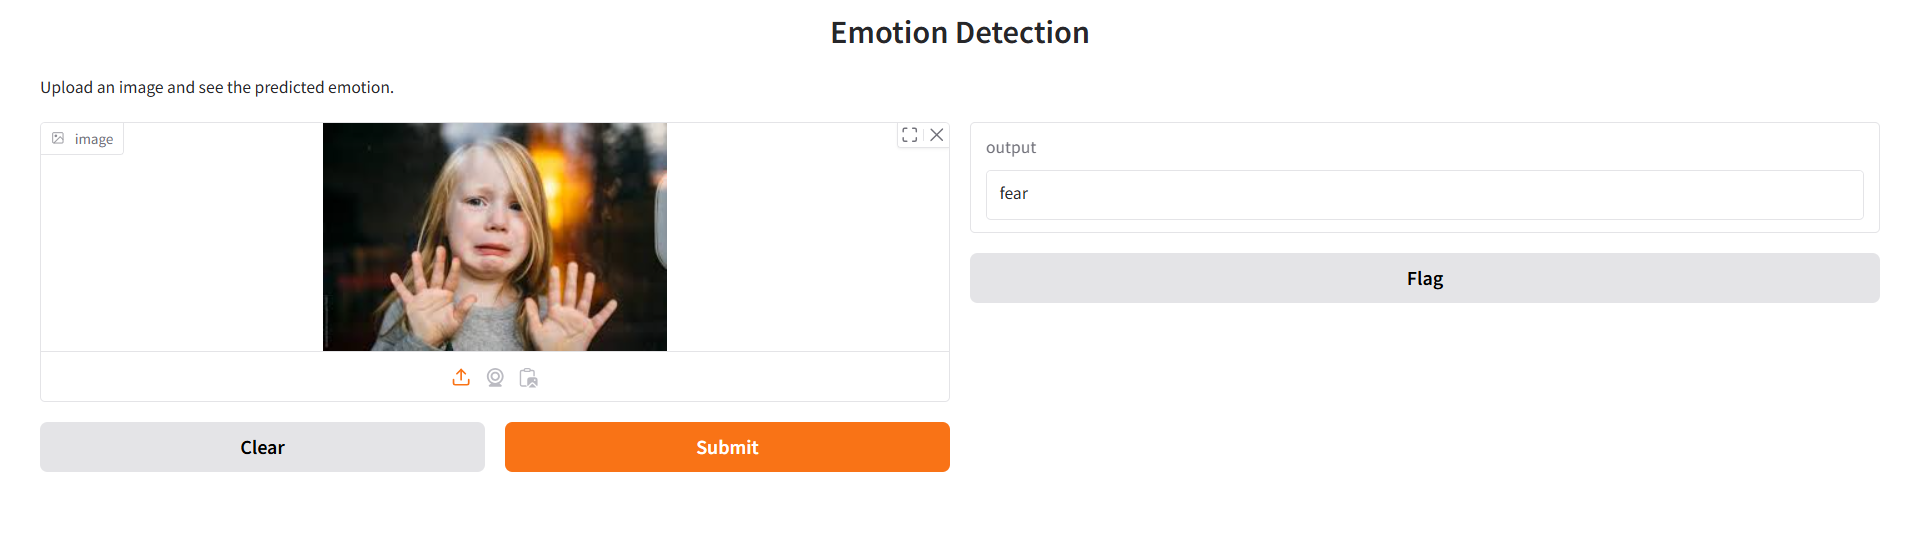 Emotion Detection
Upload an image and see the predicted emotion.
image
output
fear
Flag
Clear
Submit